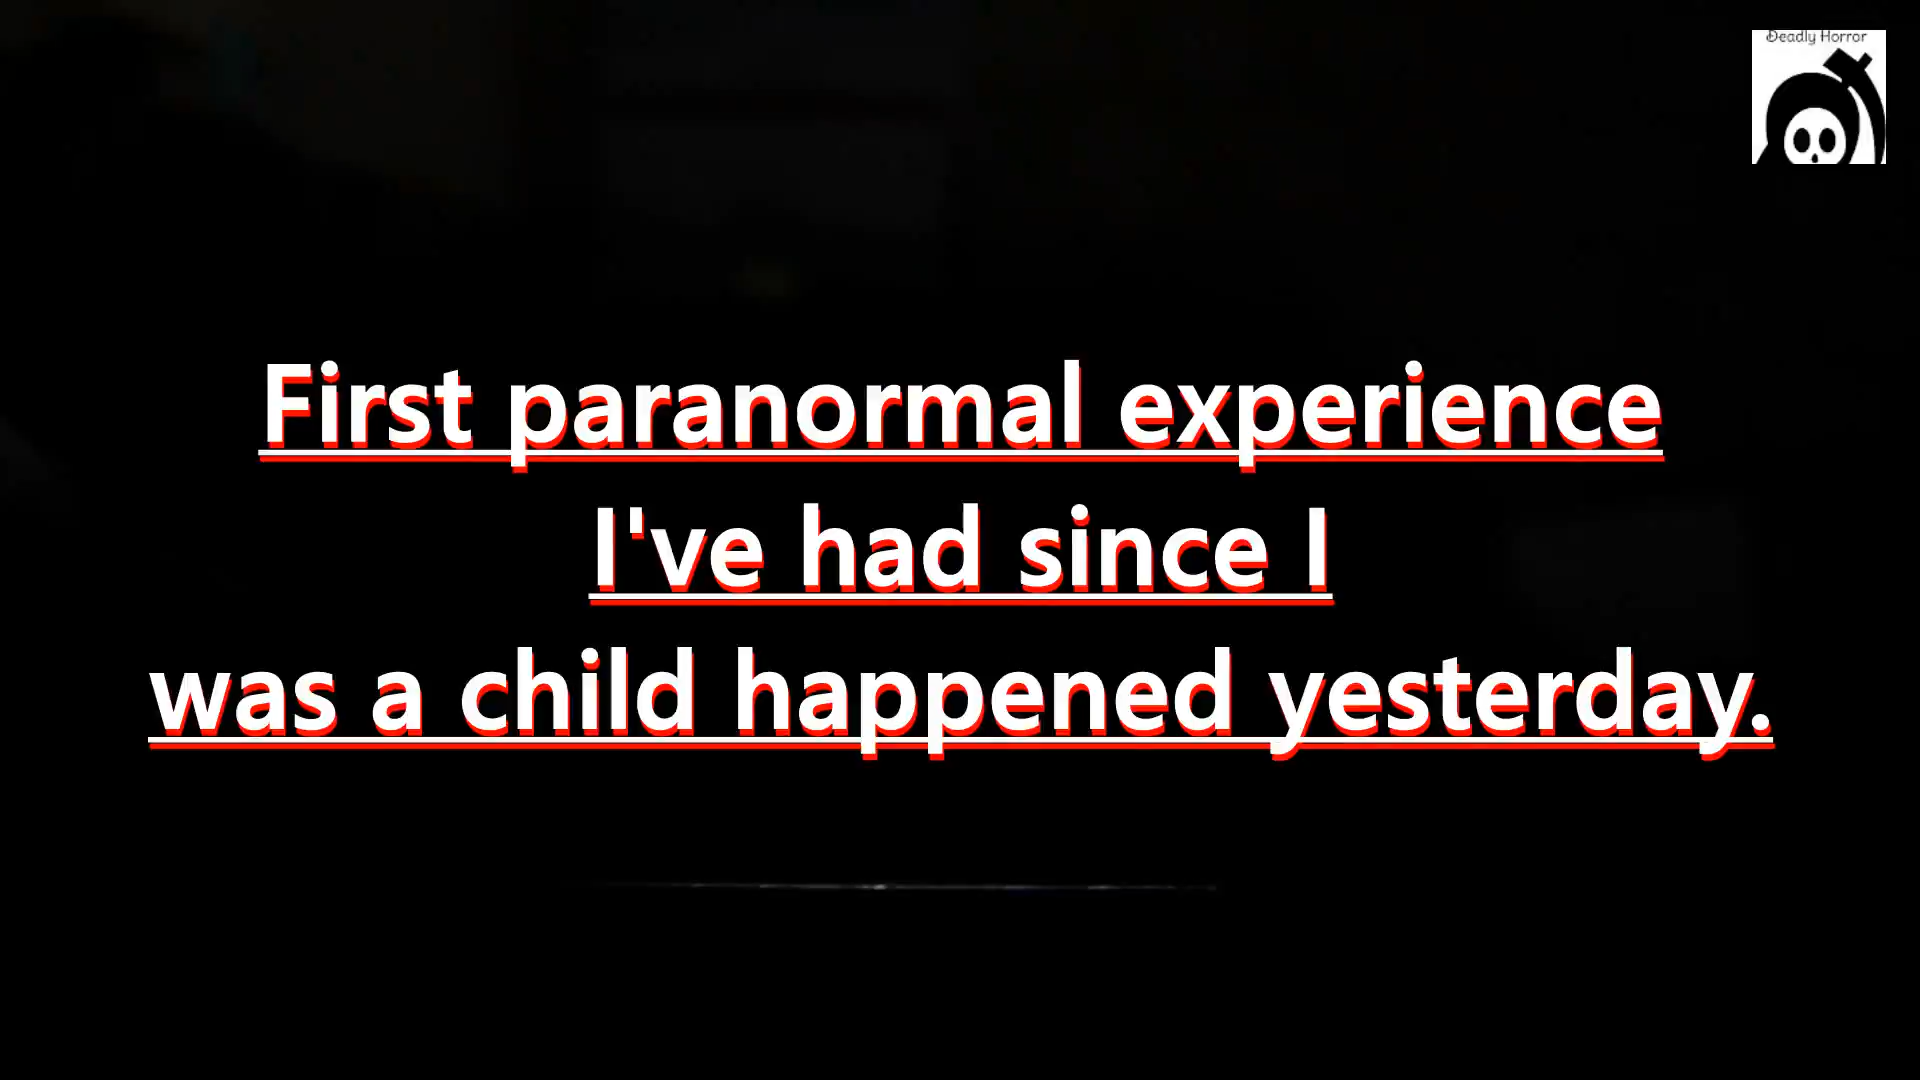 Deadly Horror
First paranormal experience
I've had since I
was a child happened yesterday.